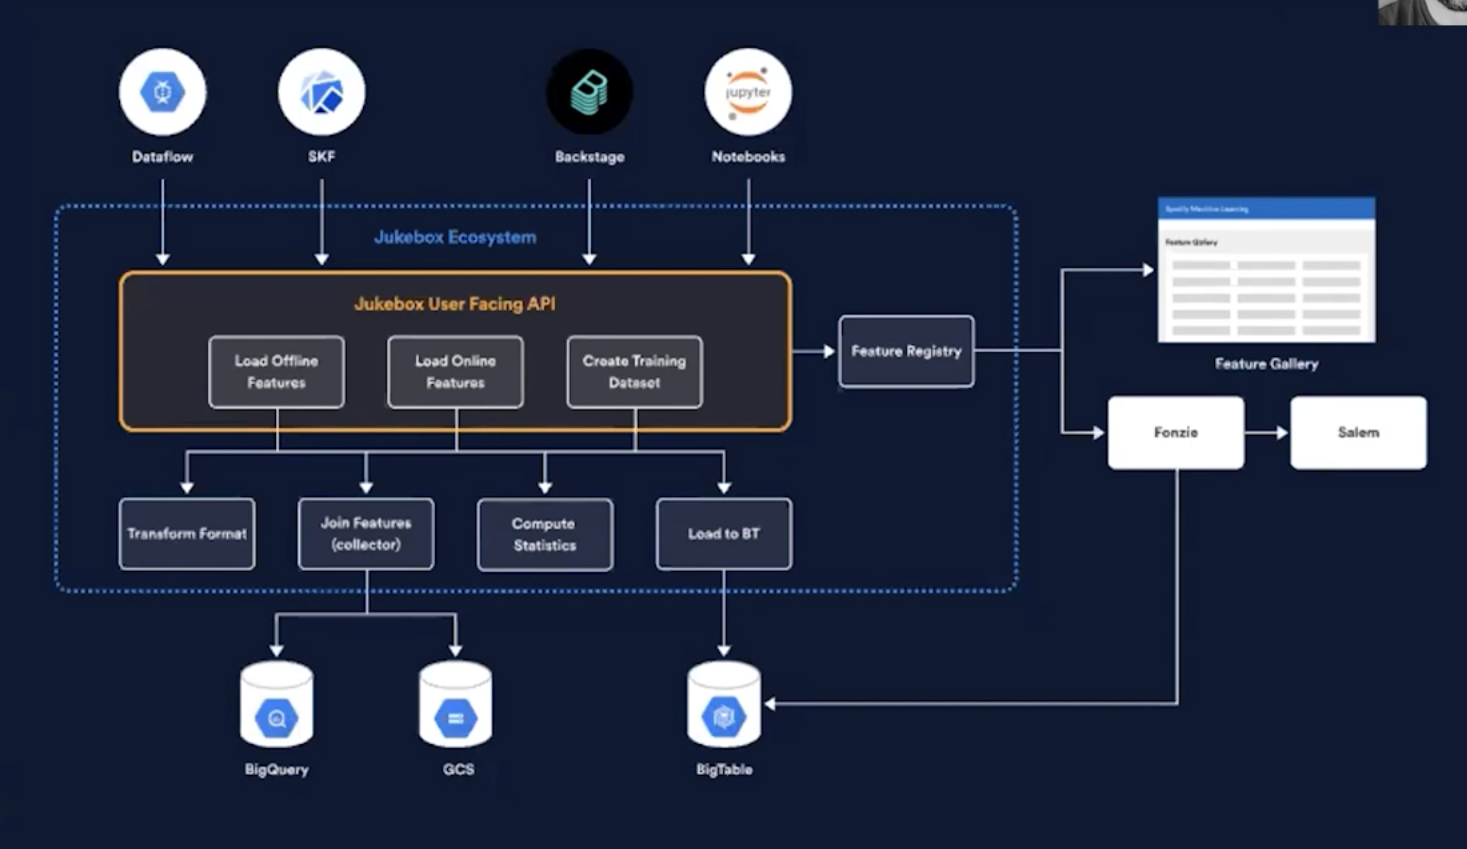 jupyter
Dataflow
SKF
Backstage
Notebooks
Jukebox Ecosystem
Jukebox User Facing API
Load Offline
Features
Load Online
Features
Create Training
Dataset
Feature Registry
Spotify Machine Learning
Feature Gallery
Feature Gallery
Fonzie
Salem
Transform Format
Join Features
(collector)
Compute
Statistics
Load to BT
BigQuery
GCS
BigTable